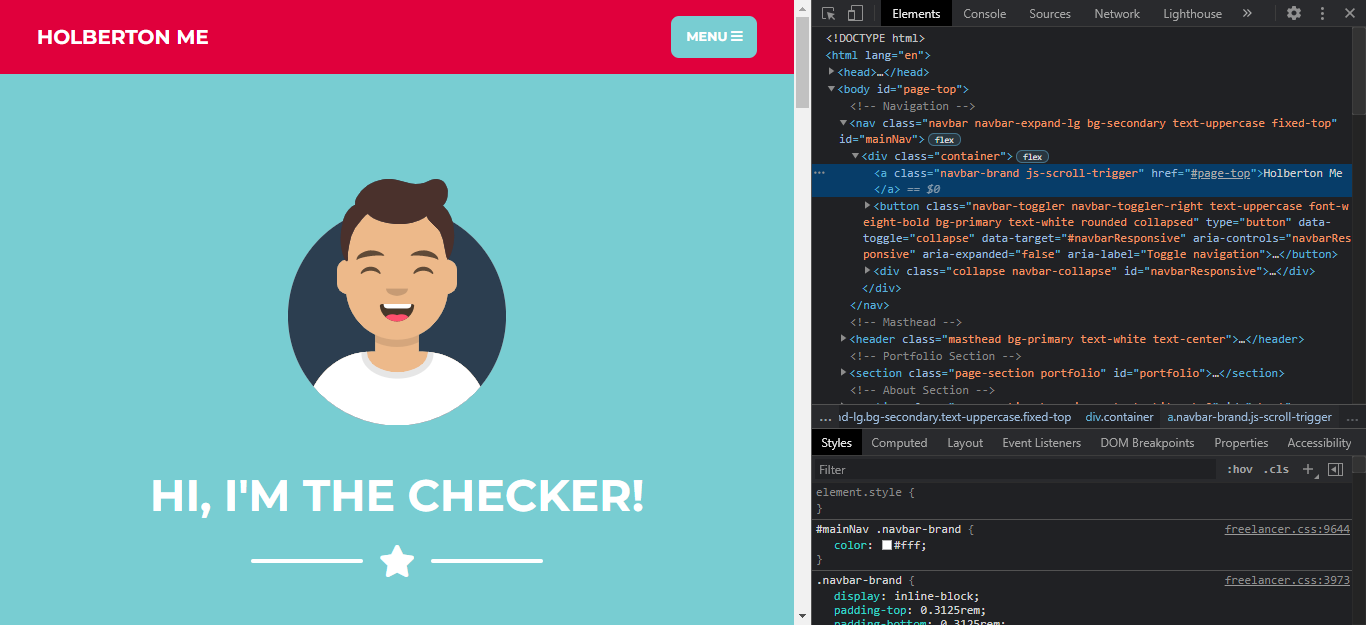 HOLBERTON ME
MENU
HI, I'M THE CHECKER!
Elements Console Sources Network Lighthouse
<!DOCTYPE html>
<html lang="en">
<head>…</head>
<body id="page-top">
<!-- Navigation -->
<nav class="navbar navbar-expand-lg bg-secondary text-uppercase fixed-top"
id="mainNav"> flex
<div class="container"> flex
<a class="navbar-brand js-scroll-trigger" href="#page-top">Holberton Me
</a> == $0
<button class="navbar-toggler navbar-toggler-right text-uppercase font-w
eight-bold bg-primary text-white rounded collapsed" type="button" data-
toggle="collapse" data-target="#navbarResponsive" aria-controls="navbarRes
ponsive" aria-expanded="false" aria-label="Toggle navigation">…</button>
<div class="collapse navbar-collapse" id="navbarResponsive">…</div>
</div>
</nav>
<!-- Masthead -->
<header class="masthead bg-primary text-white text-center">…</header>
<!-- Portfolio Section -->
<section class="page-section portfolio" id="portfolio">…</section>
<!-- About Section -->
… d-lg.bg-secondary.text-uppercase.fixed-top div.container a.navbar-brand.js-scroll-trigger …
Styles Computed Layout Event Listeners DOM Breakpoints Properties Accessibility
Filter :hov .cls
element.style {
}
#mainNav .navbar-brand { freelancer.css:9644
color: #fff;
}
.navbar-brand { freelancer.css:3973
display: inline-block;
padding-top: 0.3125rem;
padding-bottom: 0.3125rem;